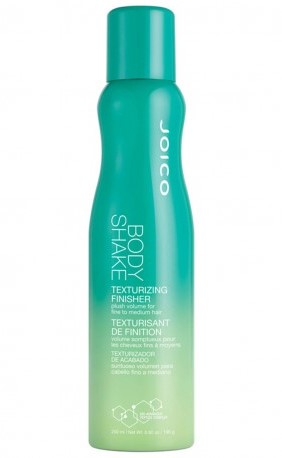 JOICO
BODY
SHAKE
TEXTURIZING
FINISHER
plush volume for
fine to medium hair
TEXTURISANT
DE FINITION
volume somptueux pour
les cheveux fins à moyens
TEXTURIZADOR
DE ACABADO
suntuoso volumen para
cabello fino a mediano